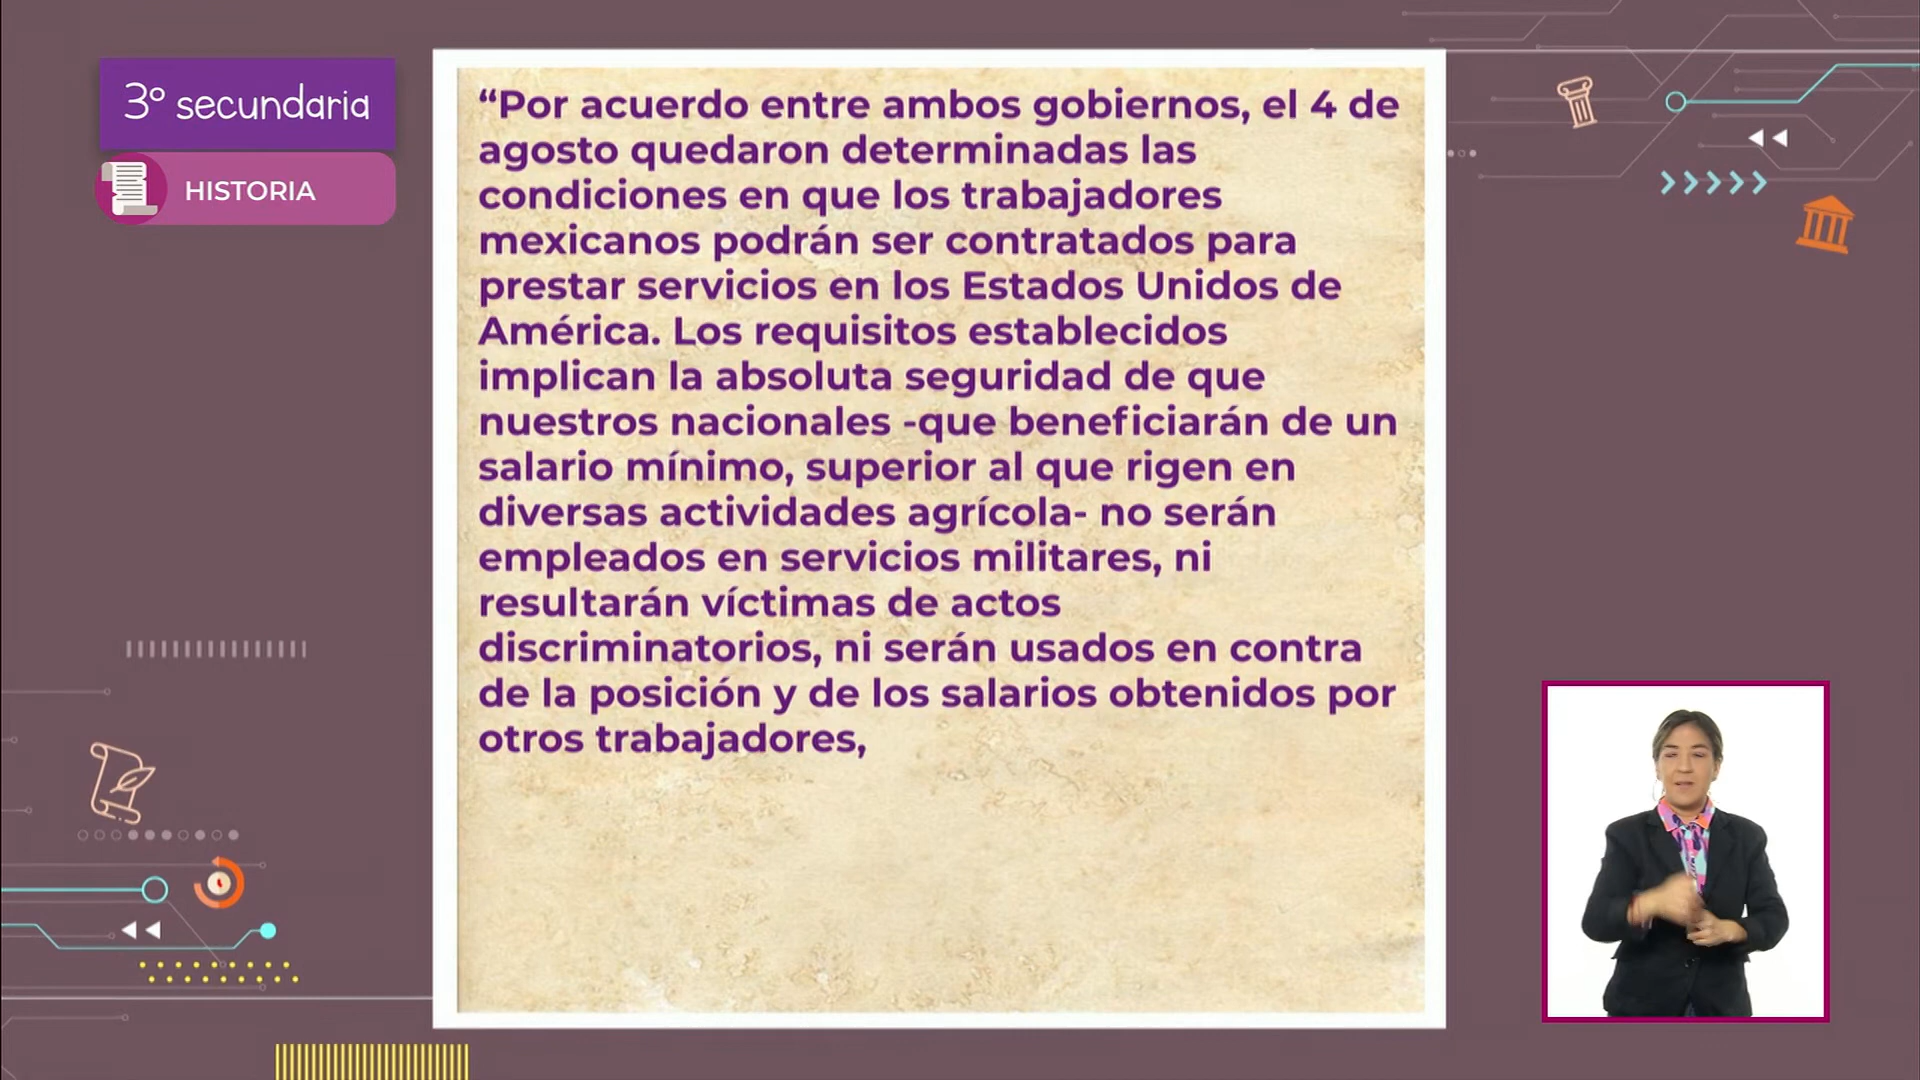 3° secundaria
HISTORIA
“Por acuerdo entre ambos gobiernos, el 4 de
agosto quedaron determinadas las
condiciones en que los trabajadores
mexicanos podrán ser contratados para
prestar servicios en los Estados Unidos de
América. Los requisitos establecidos
implican la absoluta seguridad de que
nuestros nacionales -que beneficiarán de un
salario mínimo, superior al que rigen en
diversas actividades agrícola- no serán
empleados en servicios militares, ni
resultarán víctimas de actos
discriminatorios, ni serán usados en contra
de la posición y de los salarios obtenidos por
otros trabajadores,